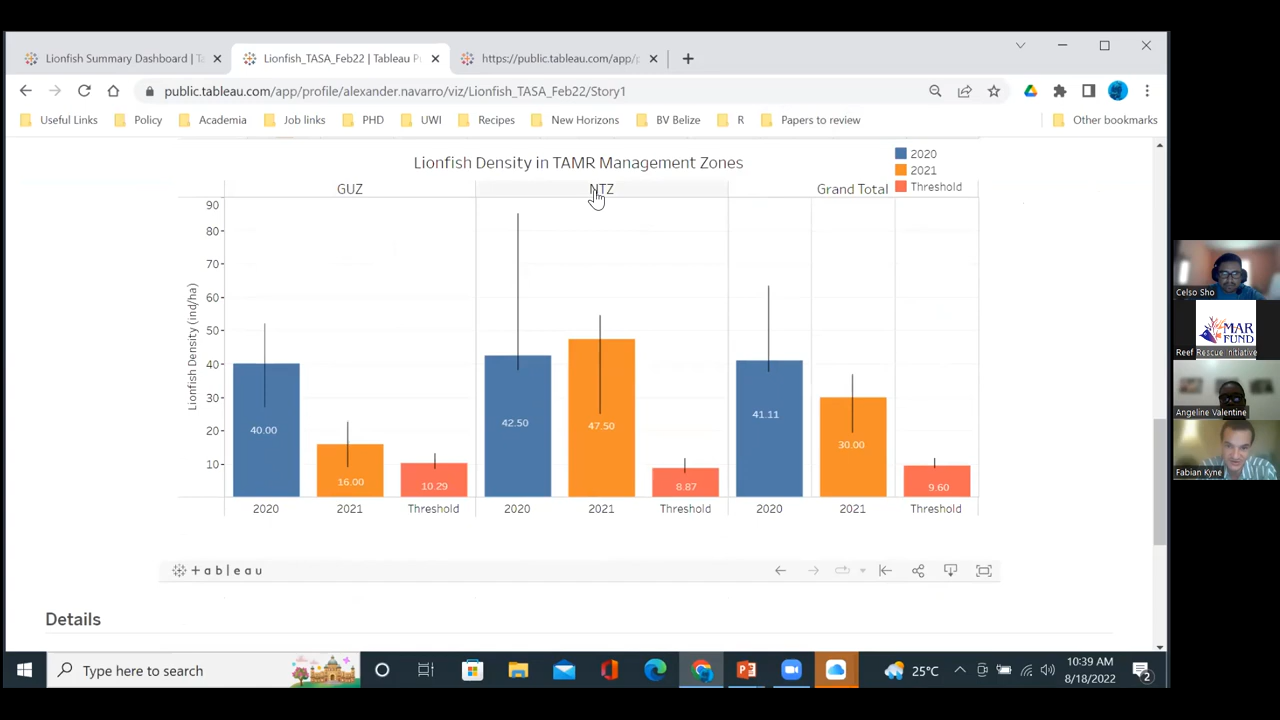 Lionfish Summary Dashboard | Ta
Lionfish_TASA_Feb22 | Tableau P
https://public.tableau.com/app/p
public.tableau.com/app/profile/alexander.navarro/viz/Lionfish_TASA_Feb22/Story1
Useful Links Policy Academia Job links PHD UWI Recipes New Horizons BV Belize R Papers to review Other bookmarks
Lionfish Density in TAMR Management Zones
2020
2021
Threshold
GUZ NTZ Grand Total
Lionfish Density (ind/ha)
90
80
70
60
50
40
30
20
10
40.00 16.00 10.29 42.50 47.50 8.87 41.11 30.00 9.60
2020 2021 Threshold 2020 2021 Threshold 2020 2021 Threshold
+ableau
Details
Type here to search
25°C
10:39 AM
8/18/2022
2
Celso Sho
MAR
FUND
Reef Rescue Initiative
Angeline Valentine
Fabian Kyne